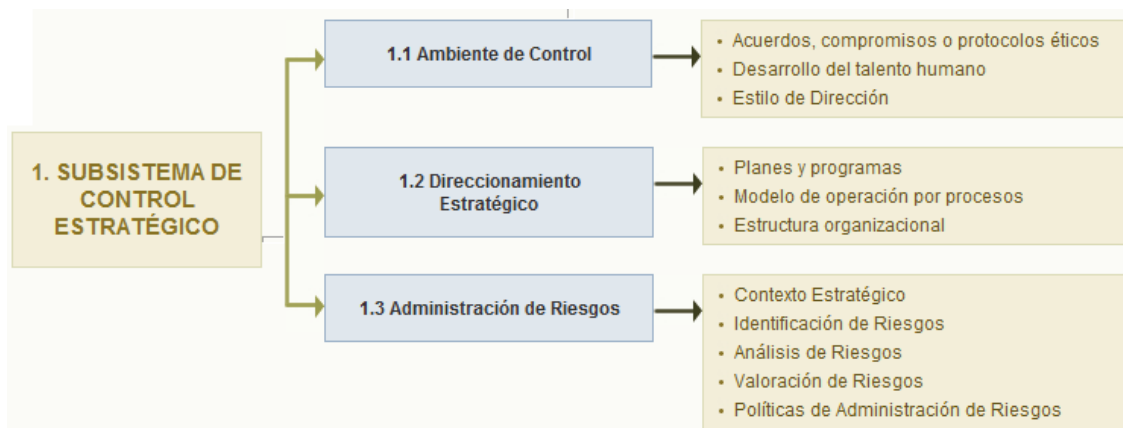 1. SUBSISTEMA DE
CONTROL
ESTRATÉGICO
1.1 Ambiente de Control
• Acuerdos, compromisos o protocolos éticos
• Desarrollo del talento humano
• Estilo de Dirección
1.2 Direccionamiento
Estratégico
• Planes y programas
• Modelo de operación por procesos
• Estructura organizacional
1.3 Administración de Riesgos
• Contexto Estratégico
• Identificación de Riesgos
• Análisis de Riesgos
• Valoración de Riesgos
• Políticas de Administración de Riesgos